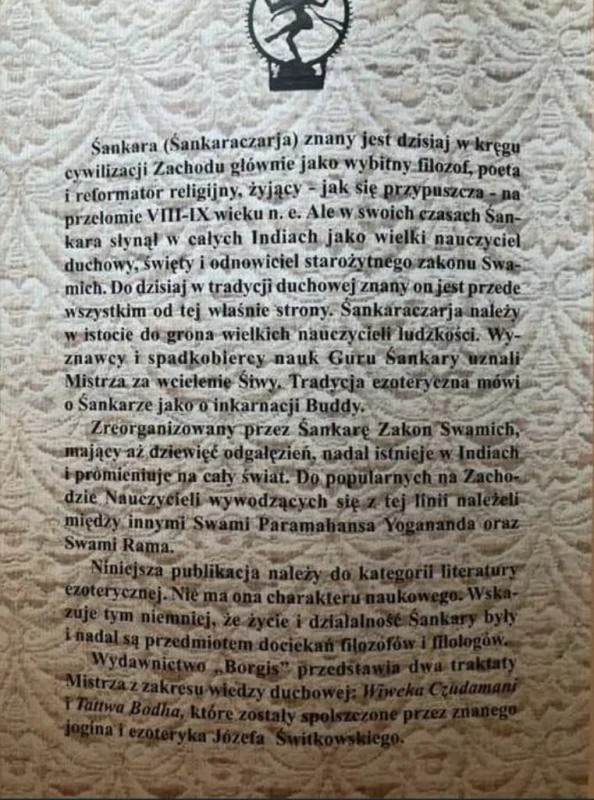 Śankara (Śankaraczarja) znany jest dzisiaj w kręgu
cywilizacji Zachodu głównie jako wybitny filozof, poeta
i reformator religijny, żyjący - jak się przypuszcza - na
przełomie VIII-IX wieku n. e. Ale w swoich czasach Śan-
kara słynął w całych Indiach jako wielki nauczyciel
duchowy, święty i odnowiciel starożytnego zakonu Swa-
mich. Do dzisiaj w tradycji duchowej znany on jest przede
wszystkim od tej właśnie strony. Śankaraczarja należy
w istocie do grona wielkich nauczycieli ludzkości. Wy-
znawcy i spadkobiercy nauk Guru Śankary uznali
Mistrza za wcielenie Śiwy. Tradycja ezoteryczna mówi
o Śankarze jako o inkarnacji Buddy.
Zreorganizowany przez Śankarę Zakon Swamich,
mający aż dziewięć odgałęzień, nadal istnieje w Indiach
i promieniuje na cały świat. Do popularnych na Zacho-
dzie Nauczycieli wywodzących się z tej linii należeli
między innymi Swami Paramahansa Yogananda oraz
Swami Rama.
Niniejsza publikacja należy do kategorii literatury
ezoterycznej. Nie ma ona charakteru naukowego. Wska-
zuje tym niemniej, że życie i działalność Śankary były
i nadal są przedmiotem dociekań filozofów i filologów.
Wydawnictwo „Borgis” przedstawia dwa traktaty
Mistrza z zakresu wiedzy duchowej: Wiweka Czudamani
i Tattwa Bodha, które zostały spolszczone przez znanego
jogina i ezoteryka Józefa Świtkowskiego.